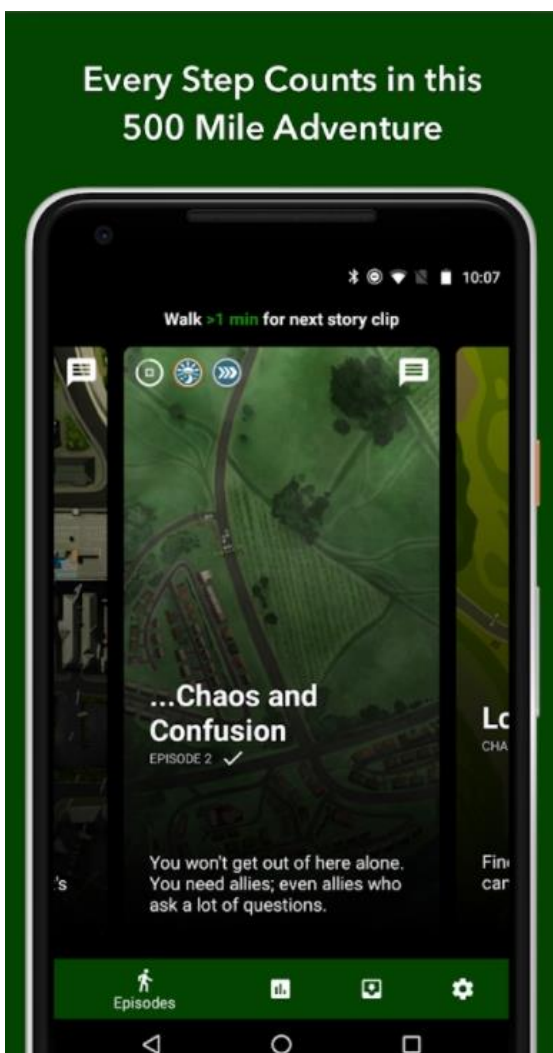 Every Step Counts in this
500 Mile Adventure
10:07
Walk >1 min for next story clip
...Chaos and
Confusion
EPISODE 2
You won't get out of here alone.
You need allies; even allies who
ask a lot of questions.
Episodes